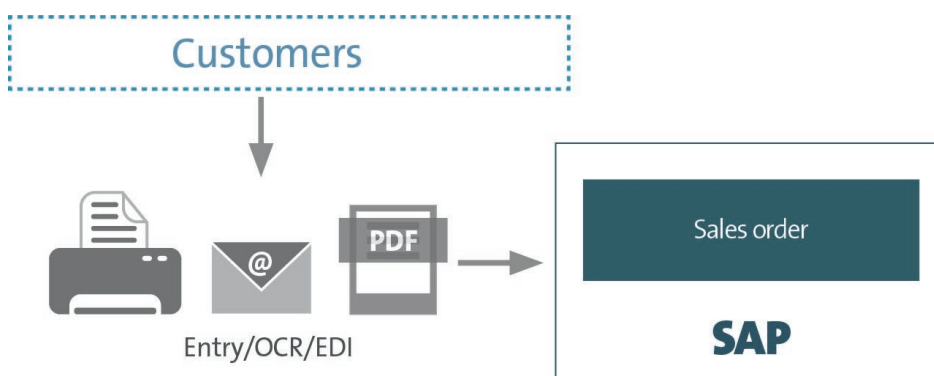 Customers
@
PDF
Sales order
Entry/OCR/EDI
SAP